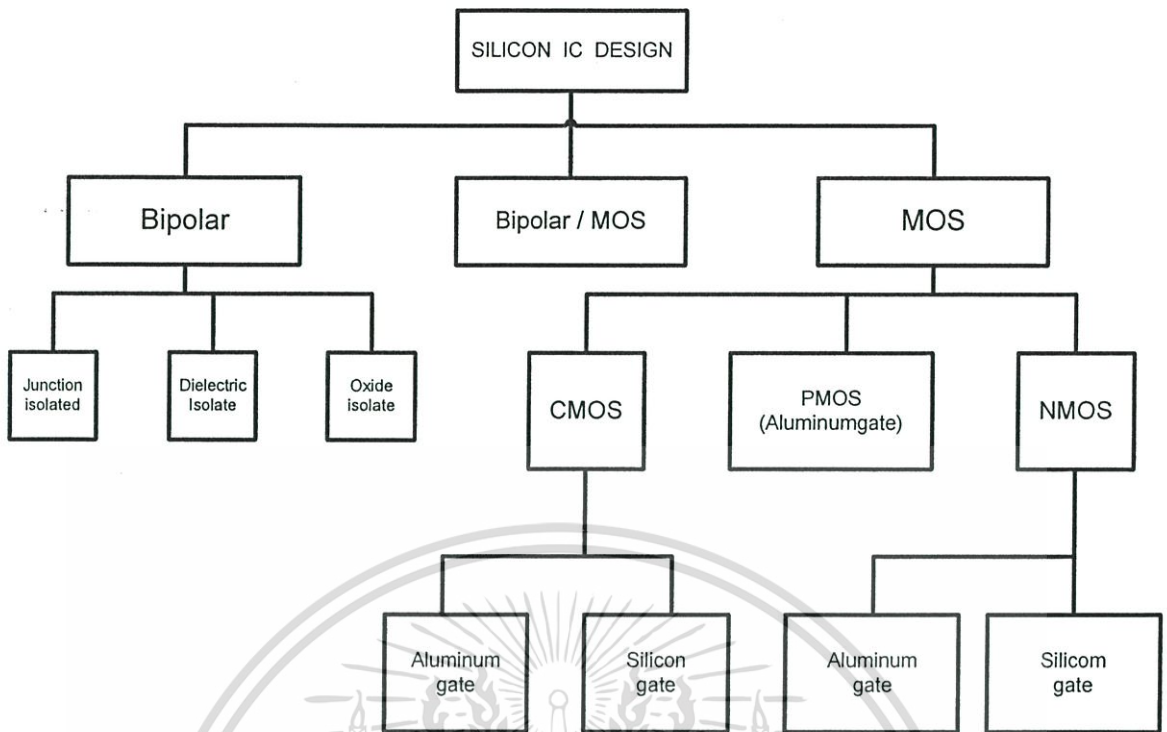 SILICON IC DESIGN
Bipolar
Bipolar / MOS
MOS
Junction
isolated
Dielectric
Isolate
Oxide
isolate
CMOS
PMOS
(Aluminumgate)
NMOS
Aluminum
gate
Silicon
gate
Aluminum
gate
Silicom
gate